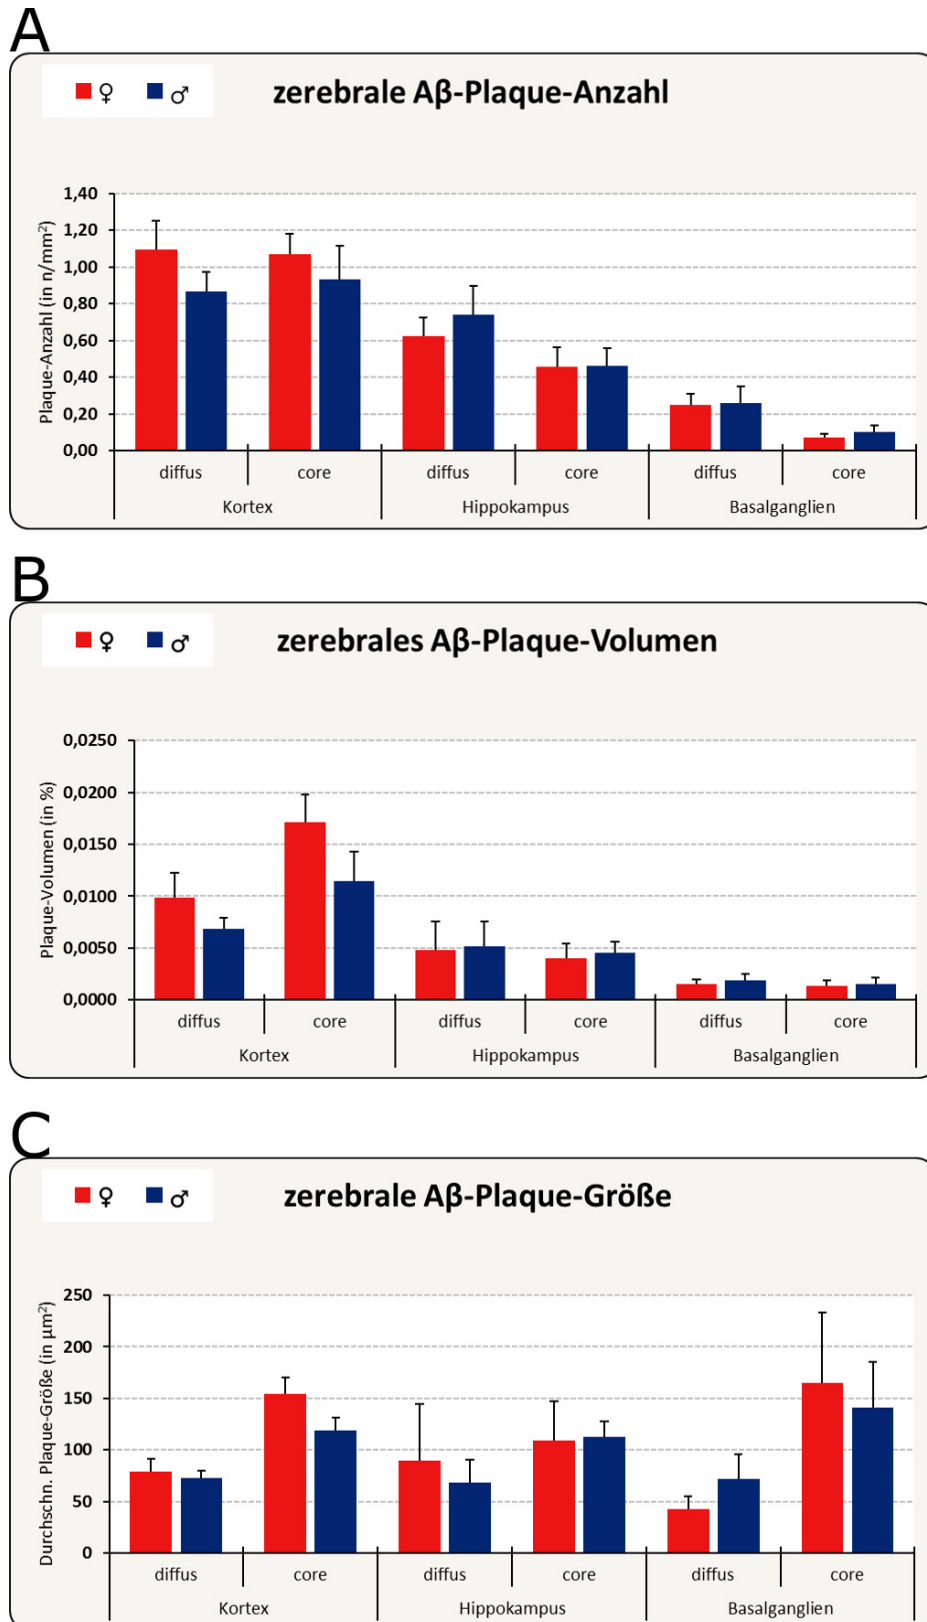 A
♀ ♂ zerebrale Aβ-Plaque-Anzahl
Plaque-Anzahl (in n/mm²)
1,40
1,20
1,00
0,80
0,60
0,40
0,20
0,00
diffus core diffus core diffus core
Kortex Hippokampus Basalganglien
B
♀ ♂ zerebrales Aβ-Plaque-Volumen
Plaque-Volumen (in %)
0,0250
0,0200
0,0150
0,0100
0,0050
0,0000
diffus core diffus core diffus core
Kortex Hippokampus Basalganglien
C
♀ ♂ zerebrale Aβ-Plaque-Größe
Durchschn. Plaque-Größe (in µm²)
250
200
150
100
50
0
diffus core diffus core diffus core
Kortex Hippokampus Basalganglien